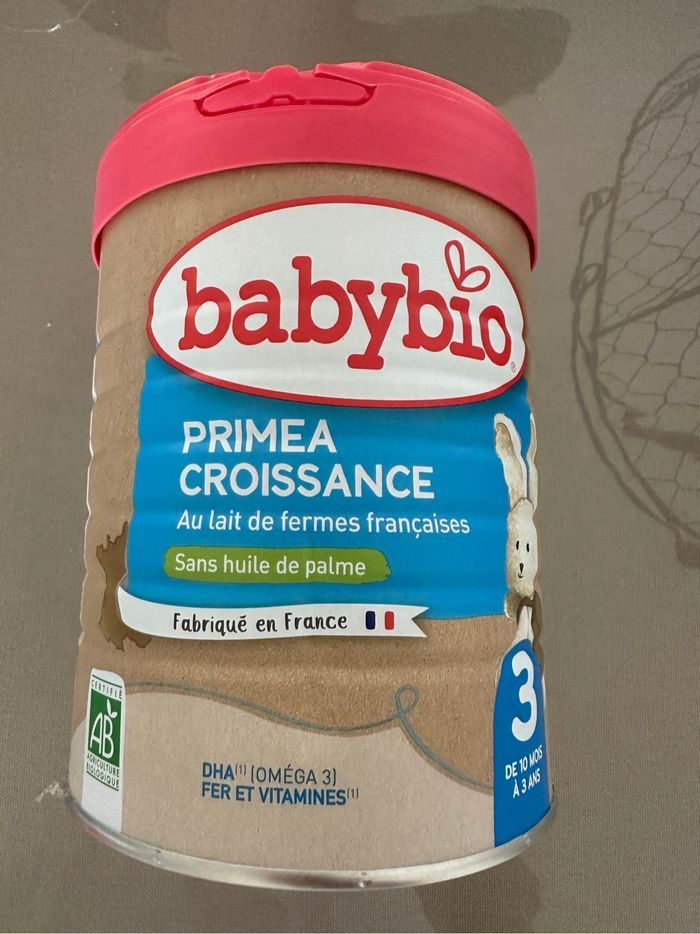 babybio
PRIMEA
CROISSANCE
Au lait de fermes françaises
Sans huile de palme
Fabriqué en France
3
DE 10 MOIS
À 3 ANS
CERTIFIÉ
AB
AGRICULTURE
BIOLOGIQUE
DHA(1) (OMÉGA 3)
FER ET VITAMINES(1)